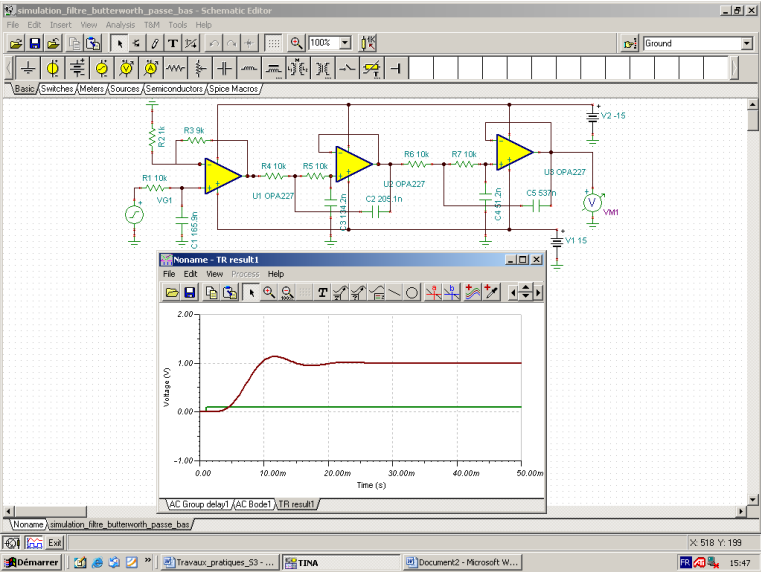 simulation_filtre_butterworth_passe_bas - Schematic Editor
File Edit Insert View Analysis T&M Tools Help
100%
Ground
Basic Switches Meters Sources Semiconductors Spice Macros
V2 -15
R2 1k
R3 9k
R1 10k
VG1
C1 165.9n
R4 10k
R5 10k
U1 OPA227
C3 134.2n
C2 205.1n
U2 OPA227
R6 10k
R7 10k
C4 51.2n
C5 537n
U3 OPA227
V
VM1
V1 15
Noname - TR result1
File Edit View Process Help
T
a
b
2.00
1.00
2.00
-1.00
Voltage (V)
0.00 10.00m 20.00m 30.00m 40.00m 50.00m
Time (s)
AC Group delay1 AC Bode1 TR result1
Noname simulation_filtre_butterworth_passe_bas
Exit
X: 518 Y: 199
Démarrer
Travaux_pratiques_S3 - ...
TINA
Document2 - Microsoft W...
FR
15:47